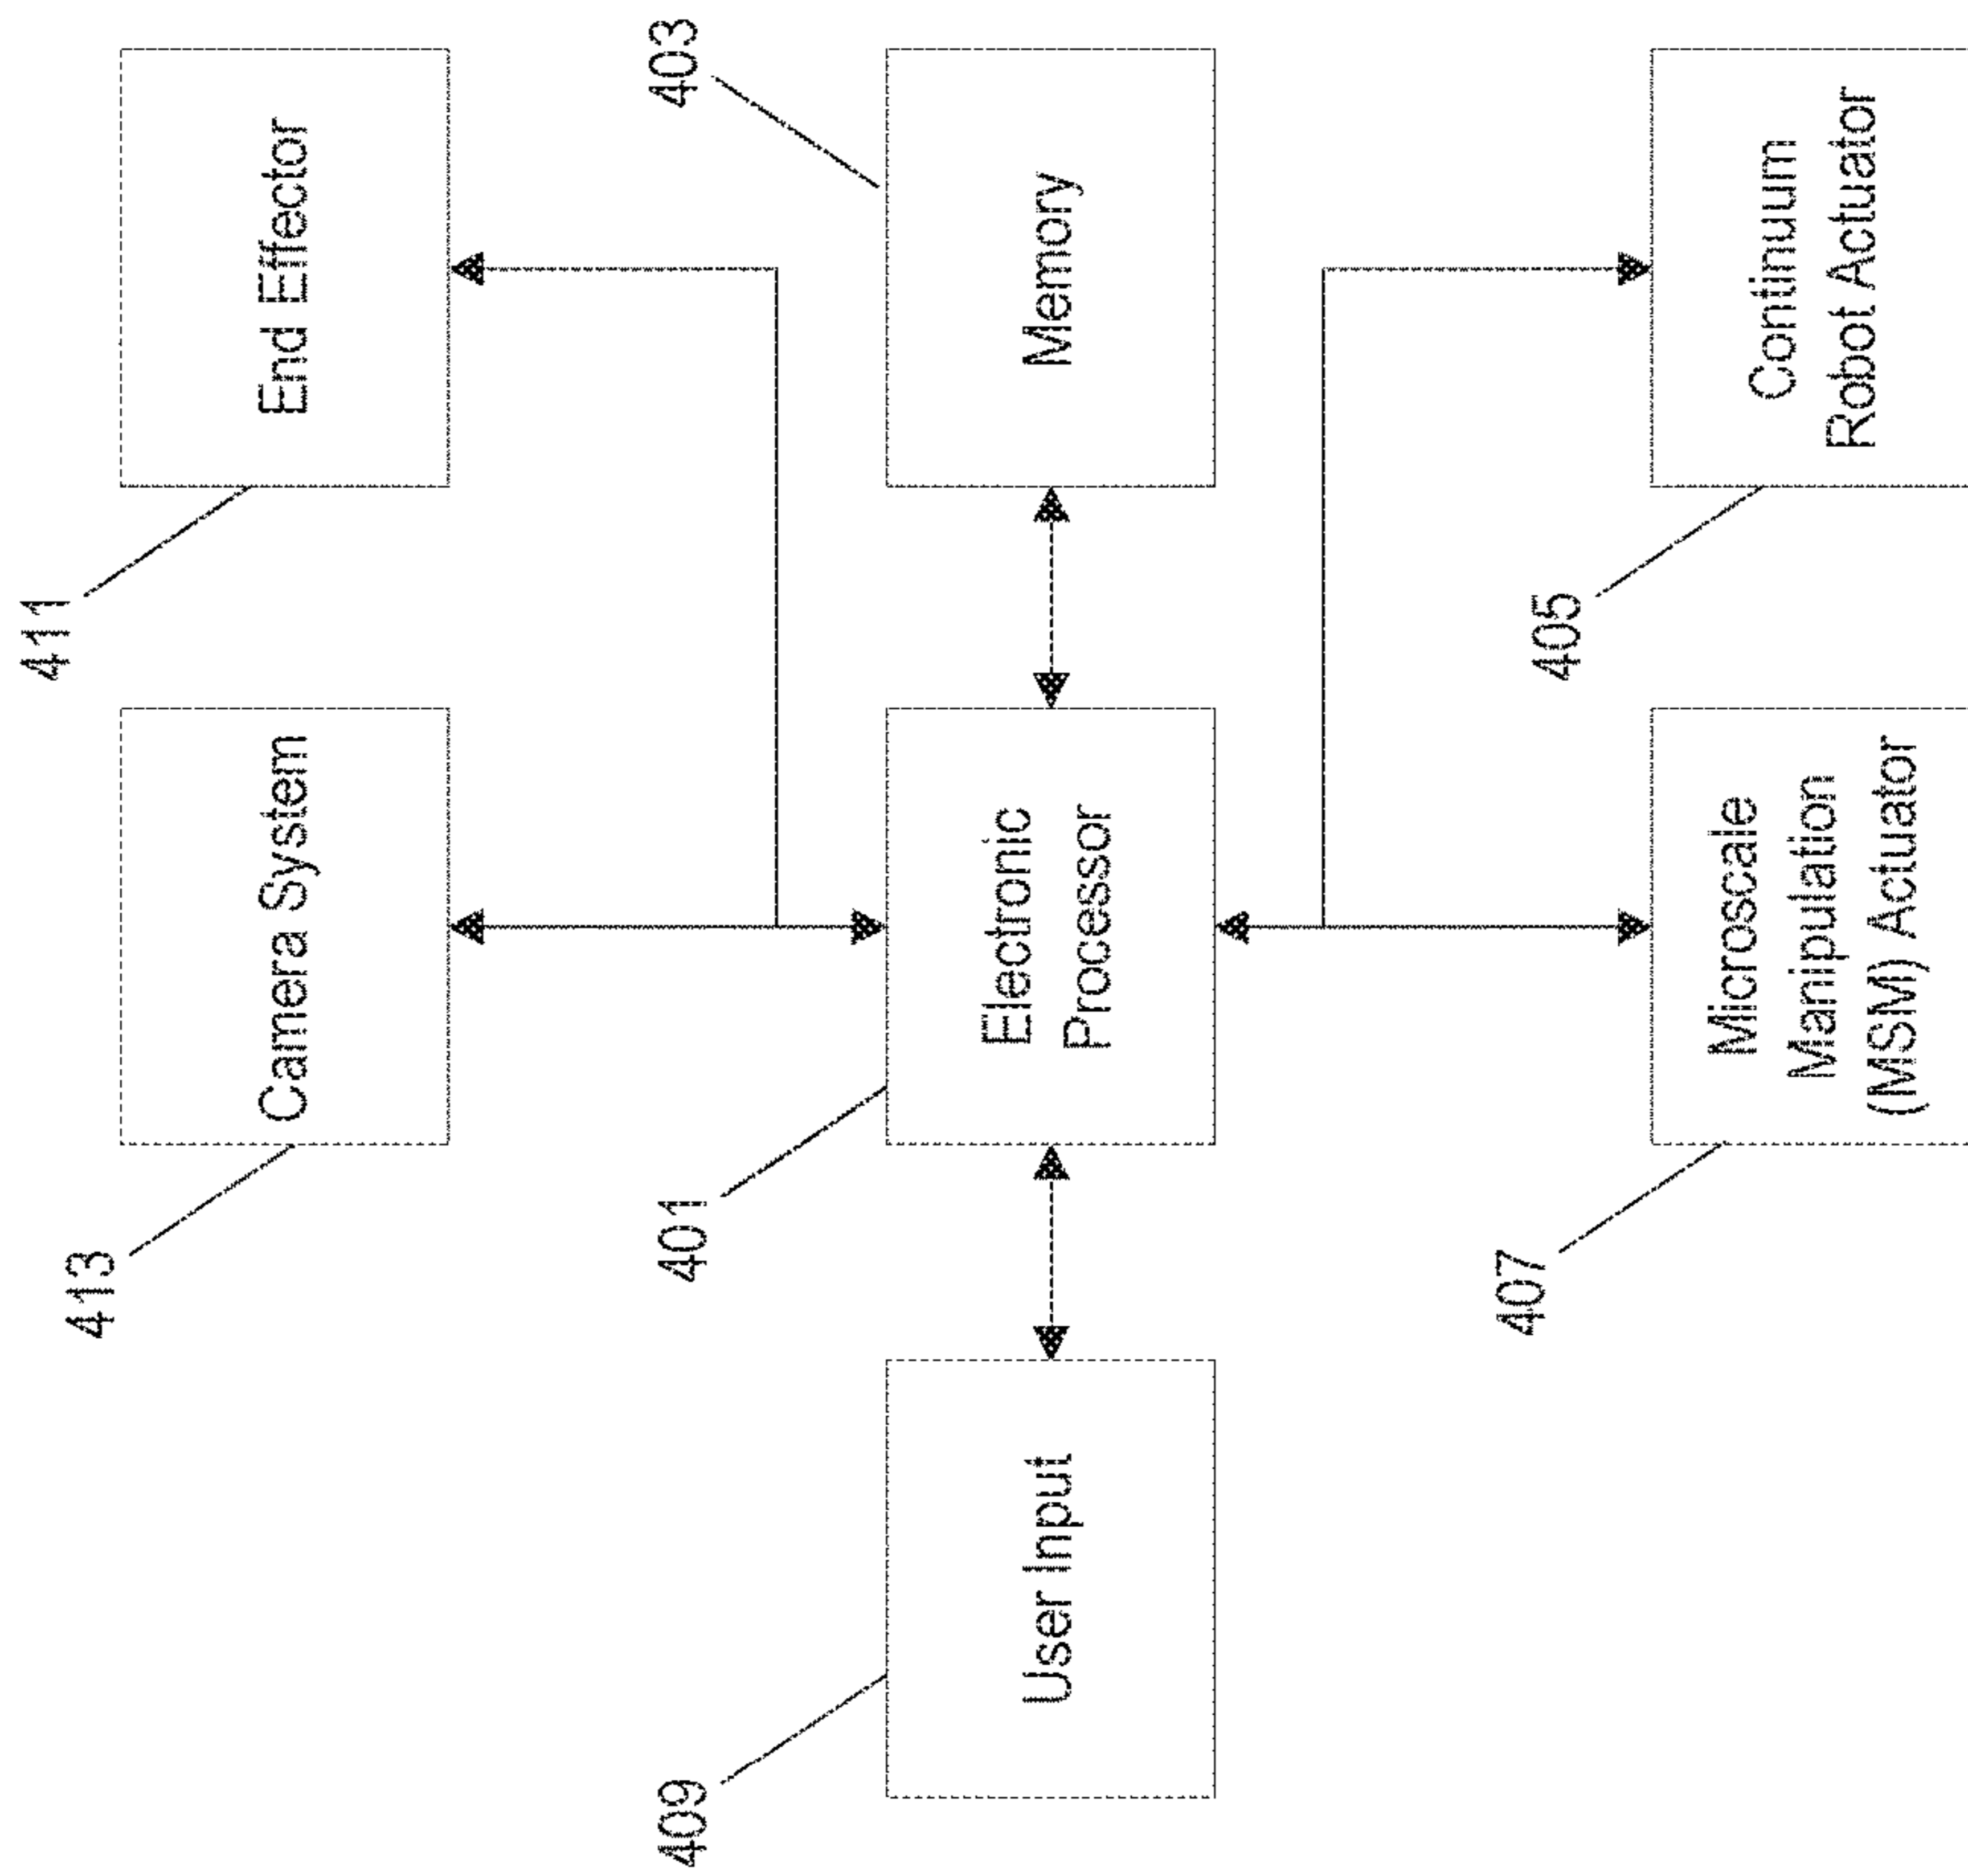 413
Camera System
411
End Effector
409
User Input
401
Electronic
Processor
403
Memory
407
Microscale
Manipulation
(MSM) Actuator
405
Continuum
Robot Actuator